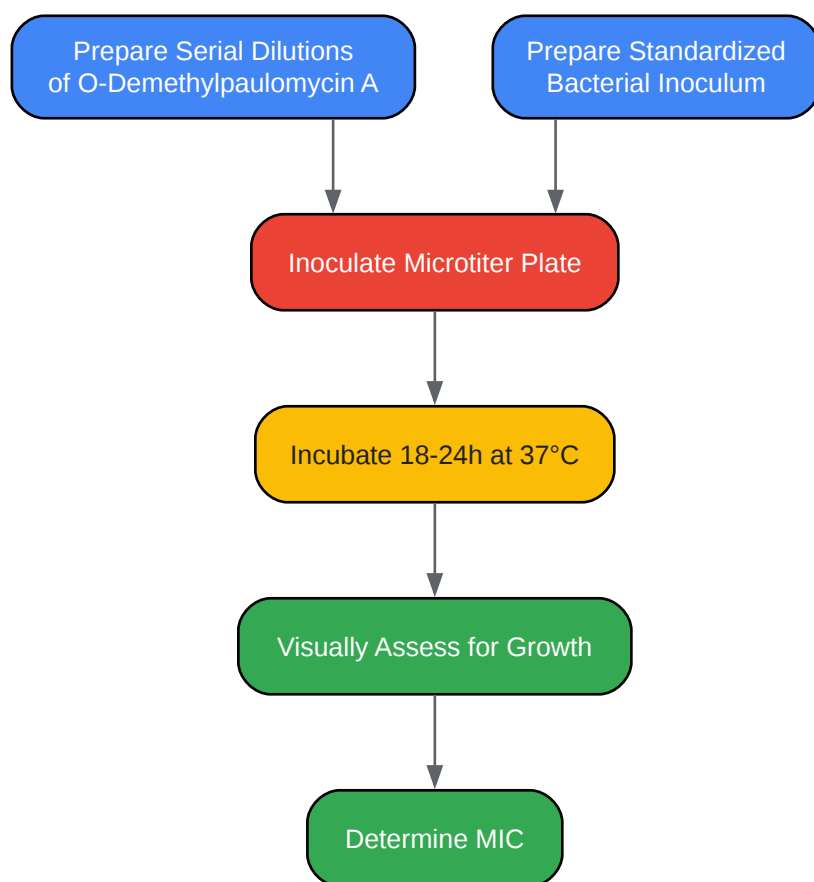 Prepare Serial Dilutions
of O-Demethylpaulomycin A
Prepare Standardized
Bacterial Inoculum
Inoculate Microtiter Plate
Incubate 18-24h at 37°C
Visually Assess for Growth
Determine MIC